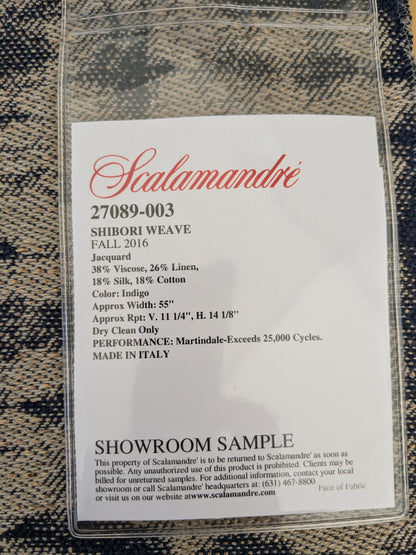 Scalamandré
27089-003
SHIBORI WEAVE
FALL 2016
Jacquard
38% Viscose, 26% Linen,
18% Silk, 18% Cotton
Color: Indigo
Approx Width: 55"
Approx Rpt: V. 11 1/4", H. 14 1/8"
Dry Clean Only
PERFORMANCE: Martindale-Exceeds 25,000 Cycles.
MADE IN ITALY
SHOWROOM SAMPLE
This property of Scalamandre' is to be returned to Scalamandre' as soon as
possible. Any unauthorized use of this product is prohibited. Clients may be
billed for unreturned samples. For additional information, contact your local
showroom or call Scalamandre' headquarters at: (631) 467-8800
or visit us on our website atwww.scalamandre.com
Face of Fabric